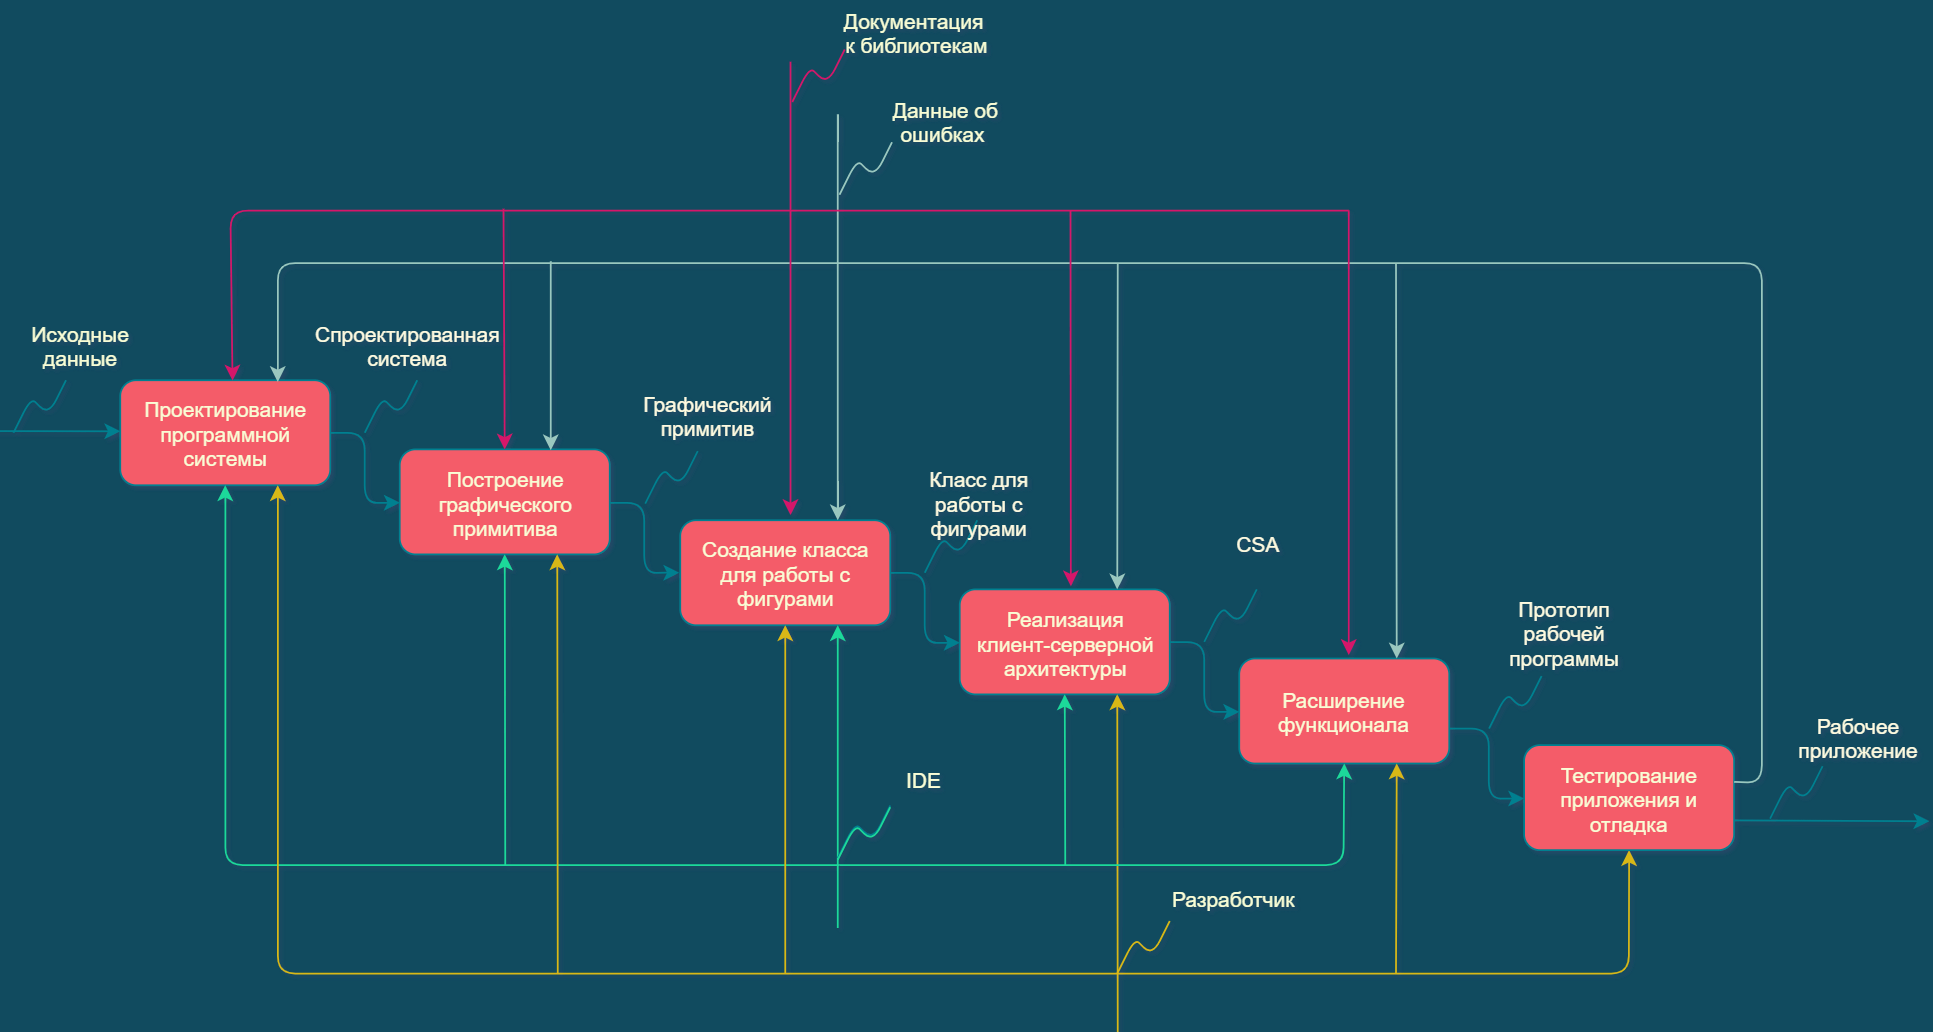 Документация
к библиотекам
Данные об
ошибках
Исходные
данные
Спроектированная
система
Проектирование
программной
системы
Графический
примитив
Построение
графического
примитива
Класс для
работы с
фигурами
Создание класса
для работы с
фигурами
CSA
Реализация
клиент-серверной
архитектуры
Прототип
рабочей
программы
Расширение
функционала
Рабочее
приложение
Тестирование
приложения и
отладка
IDE
Разработчик